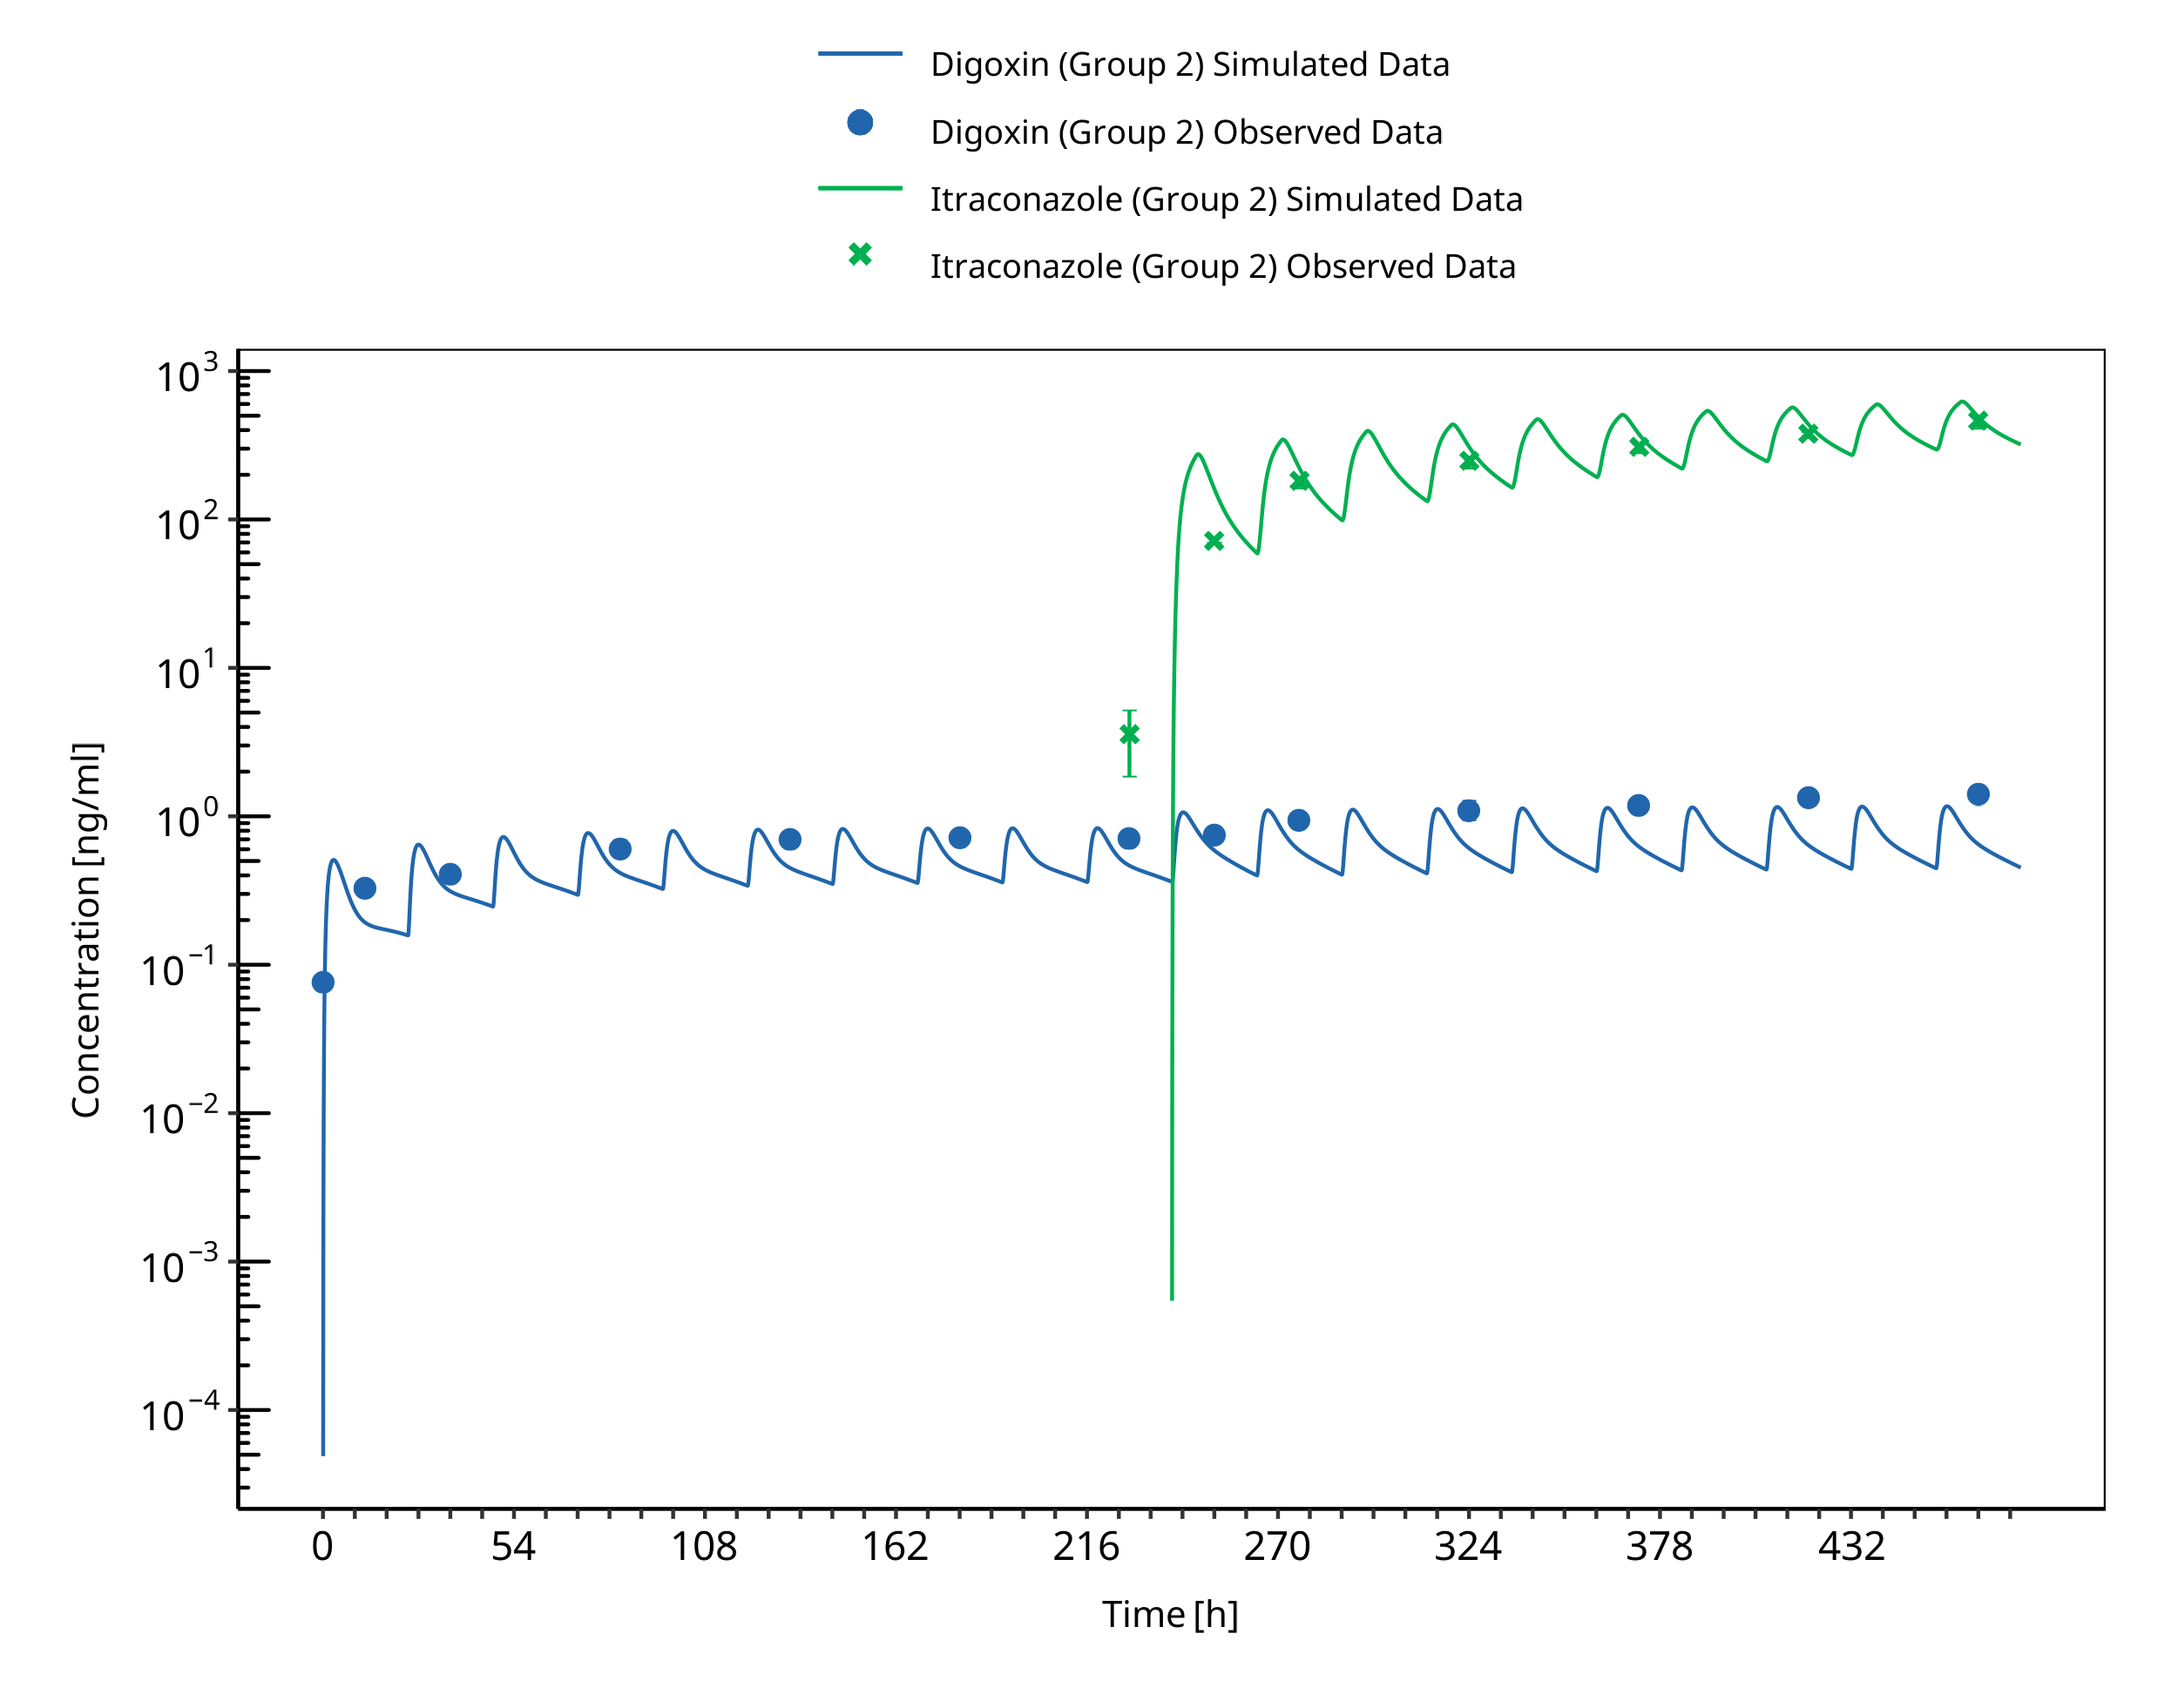 Digoxin (Group 2) Simulated Data
Digoxin (Group 2) Observed Data
Itraconazole (Group 2) Simulated Data
Itraconazole (Group 2) Observed Data
10³
10²
10¹
10⁰
10⁻¹
10⁻²
10⁻³
10⁻⁴
Concentration [ng/ml]
0 54 108 162 216 270 324 378 432
Time [h]